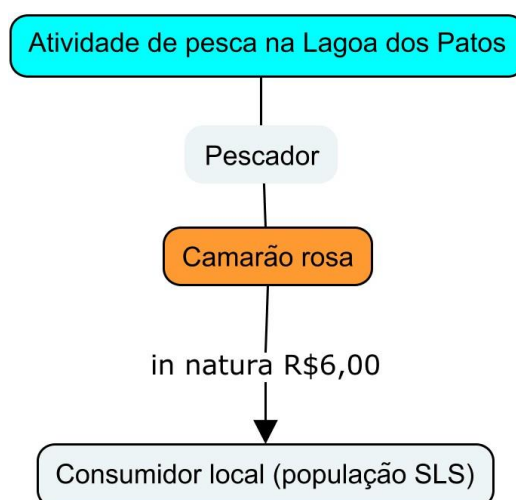 Atividade de pesca na Lagoa dos Patos
Pescador
Camarão rosa
in natura R$6,00
Consumidor local (população SLS)